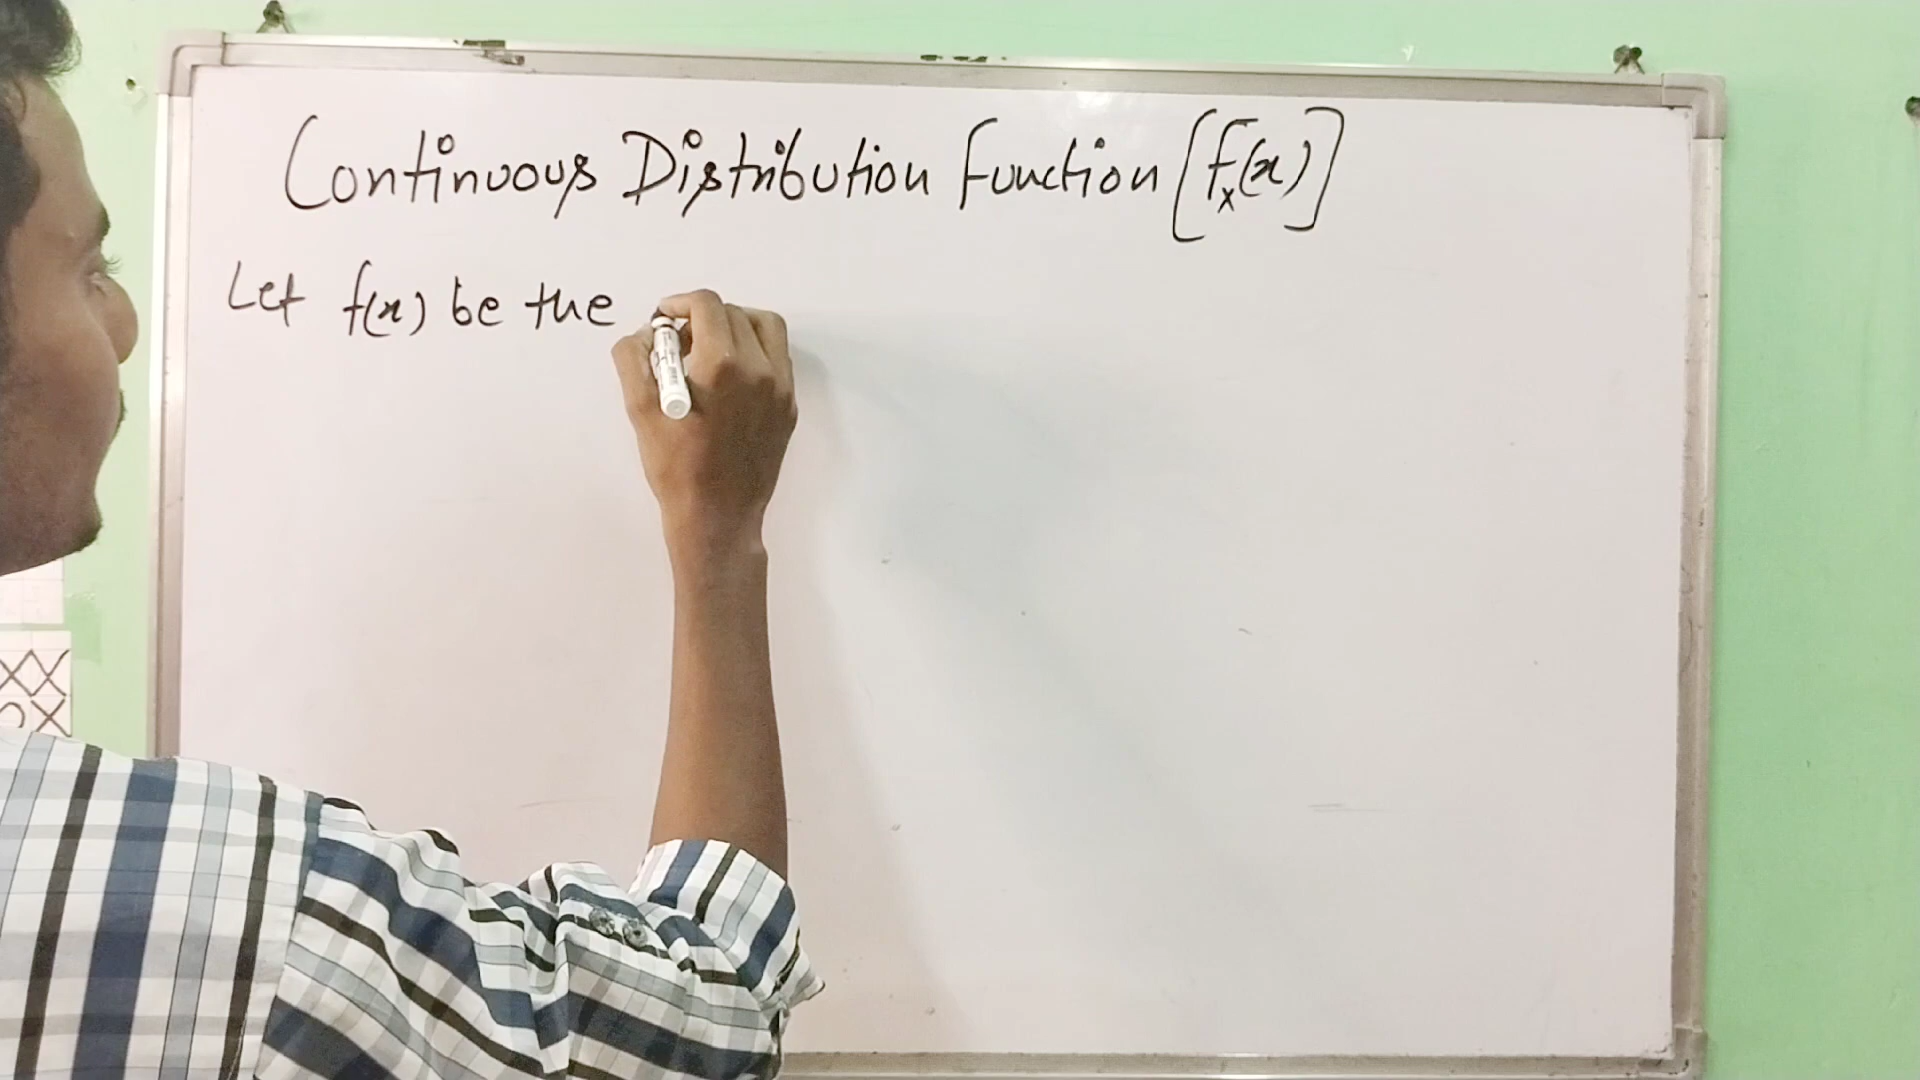 Continuous Distribution Function [Fx(x)]
Let f(x) be the